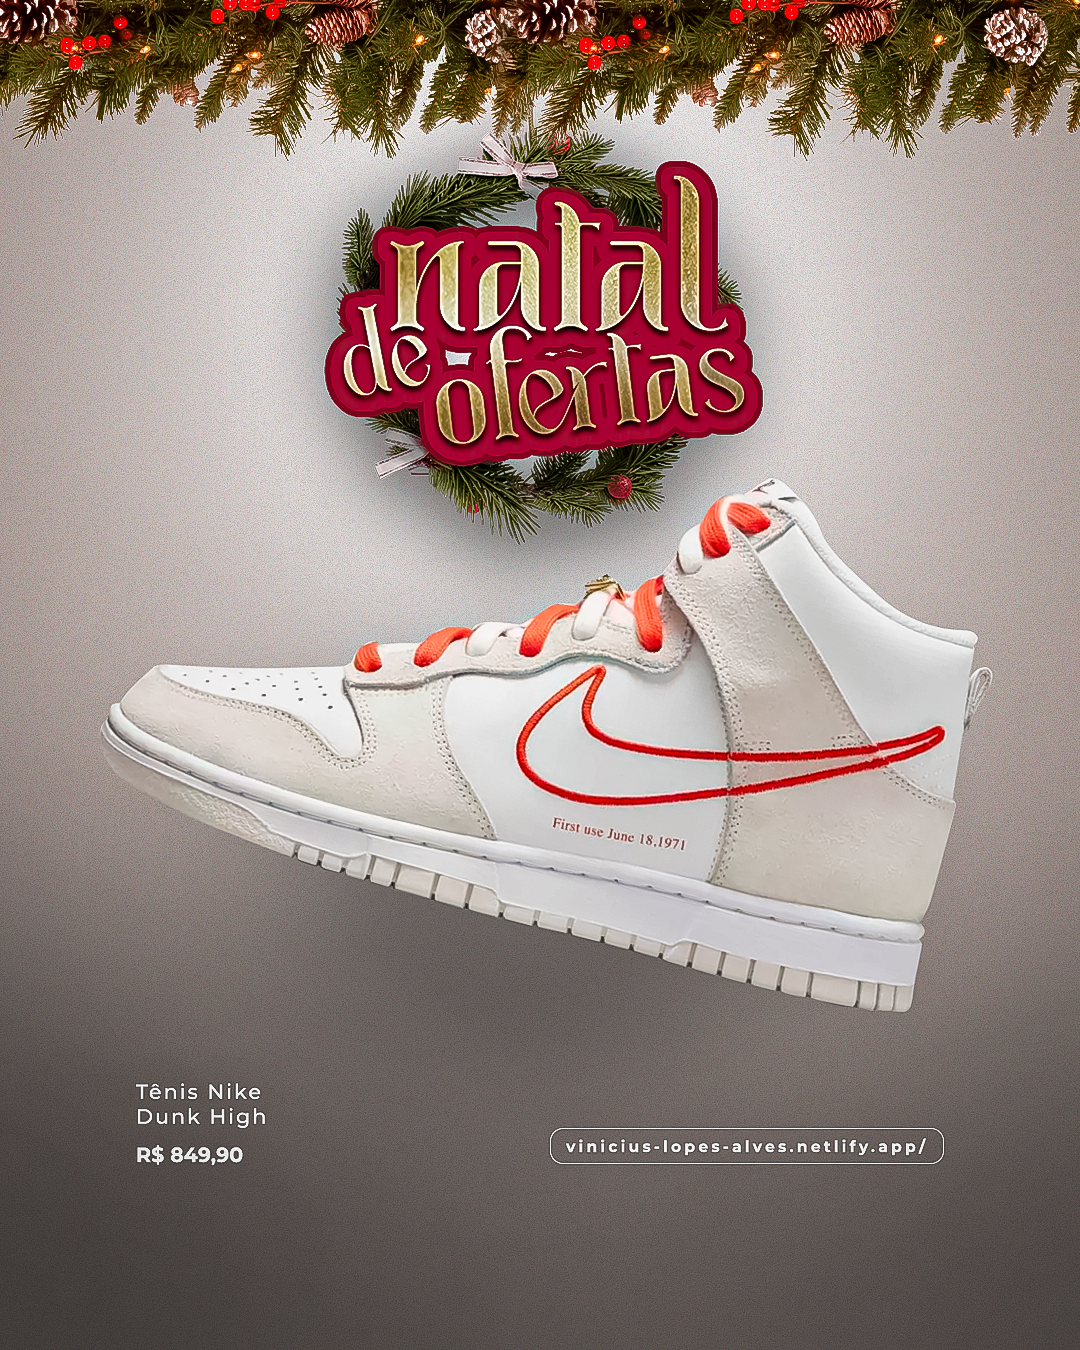 natal
de ofertas
First use June 18,1971
Tênis Nike
Dunk High
R$ 849,90
vinicius-lopes-alves.netlify.app/